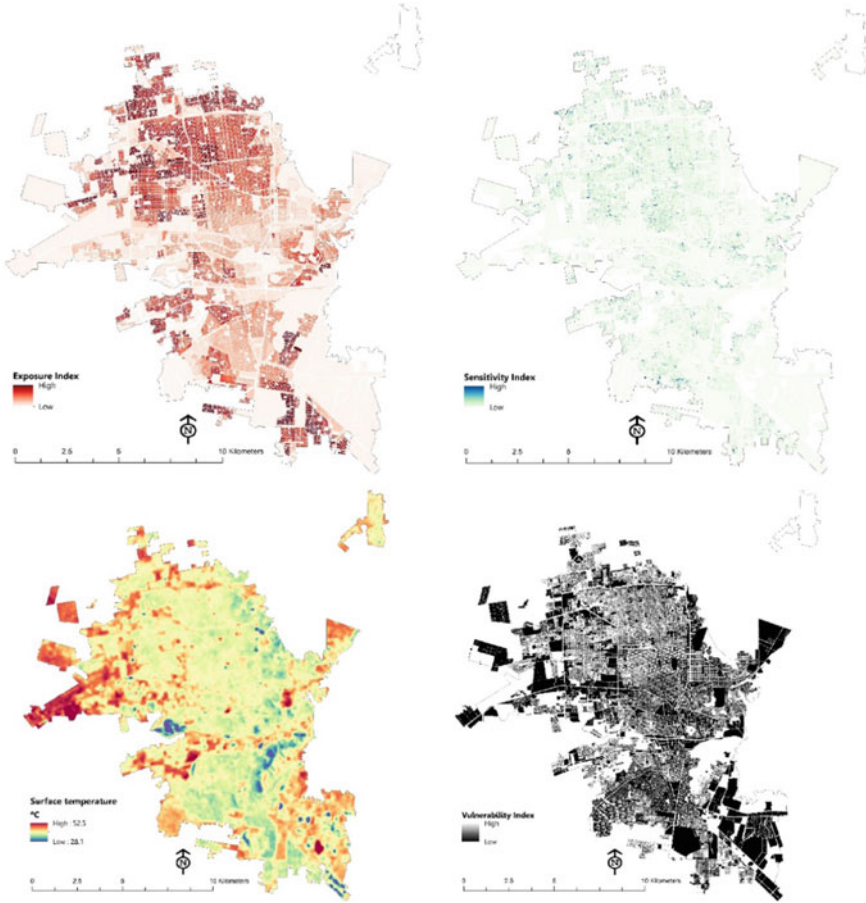 Exposure Index
High
Low
N
0 2.5 5 10 Kilometers
Sensitivity Index
High
Low
N
0 2.5 5 10 Kilometers
Surface temperature
°C
High : 52.5
Low : 28.1
N
0 2.5 5 10 Kilometers
Vulnerability Index
High
Low
N
0 2.5 5 10 Kilometers